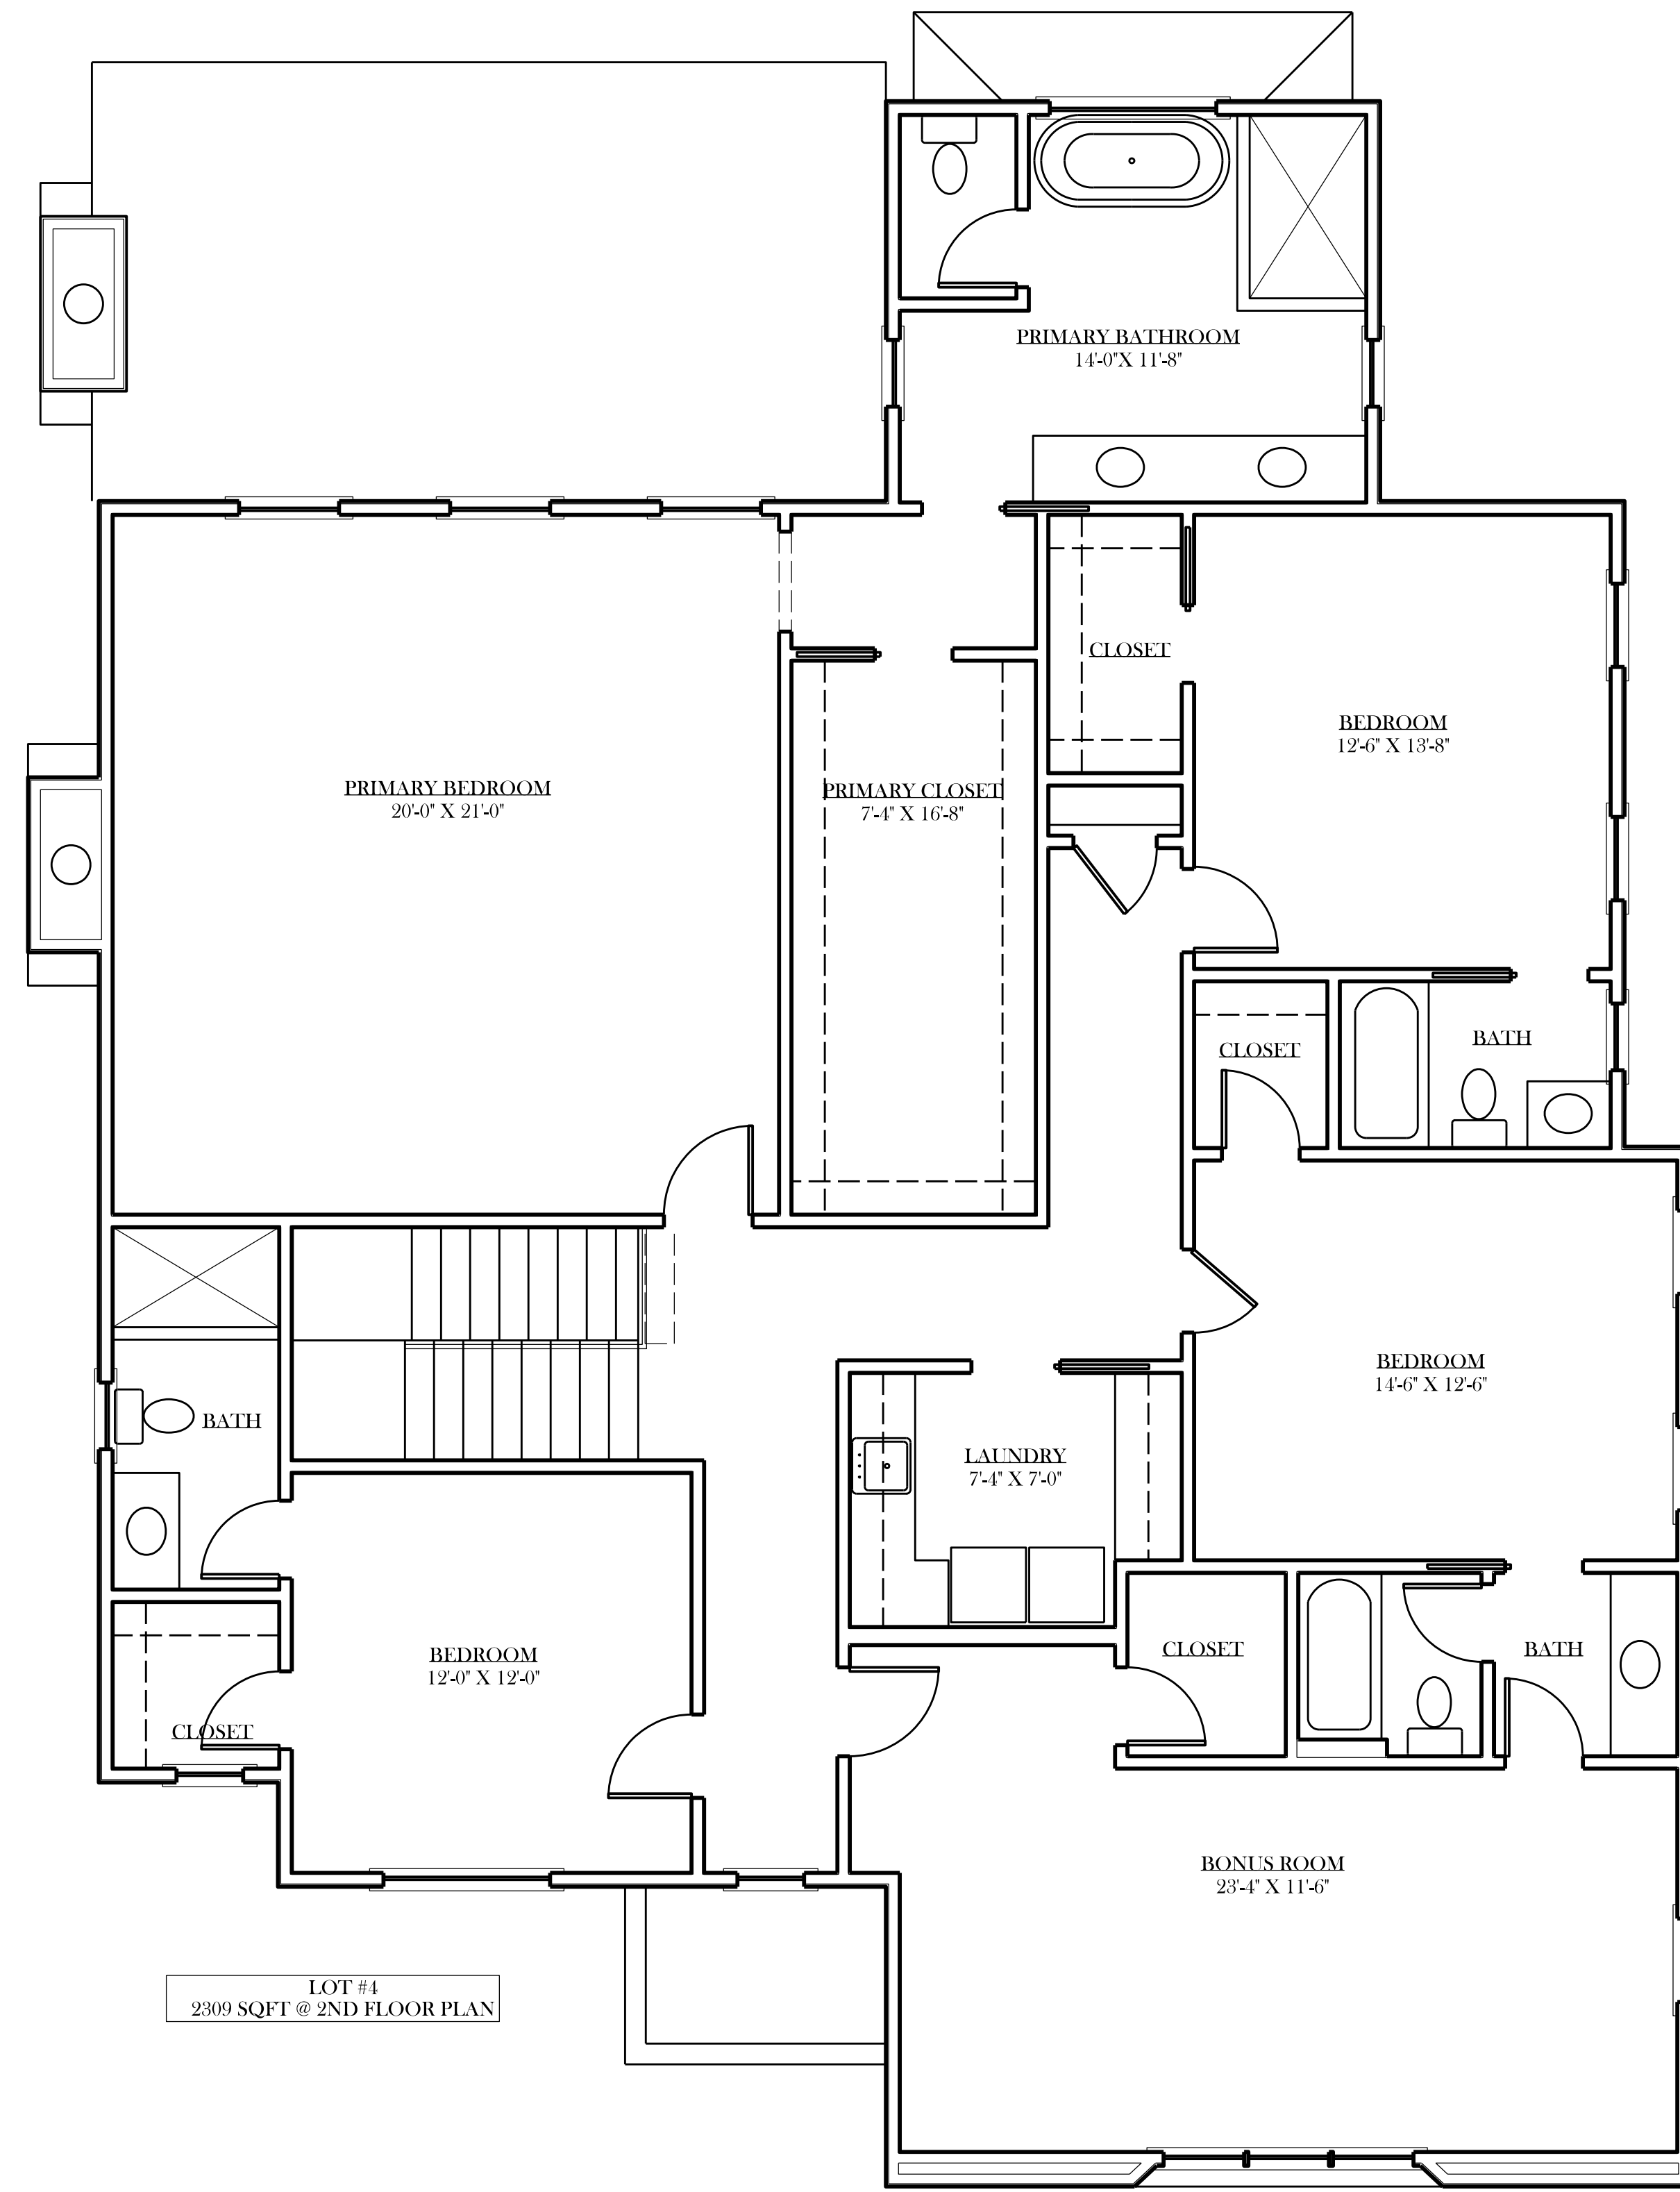 PRIMARY BATHROOM
14'-0"X 11'-8"
CLOSET
BEDROOM
12'-6" X 13'-8"
PRIMARY BEDROOM
20'-0" X 21'-0"
PRIMARY CLOSET
7'-4" X 16'-8"
CLOSET
BATH
BEDROOM
14'-6" X 12'-6"
BATH
LAUNDRY
7'-4" X 7'-0"
BEDROOM
12'-0" X 12'-0"
CLOSET
BATH
CLOSET
BONUS ROOM
23'-4" X 11'-6"
LOT #4
2309 SQFT @ 2ND FLOOR PLAN